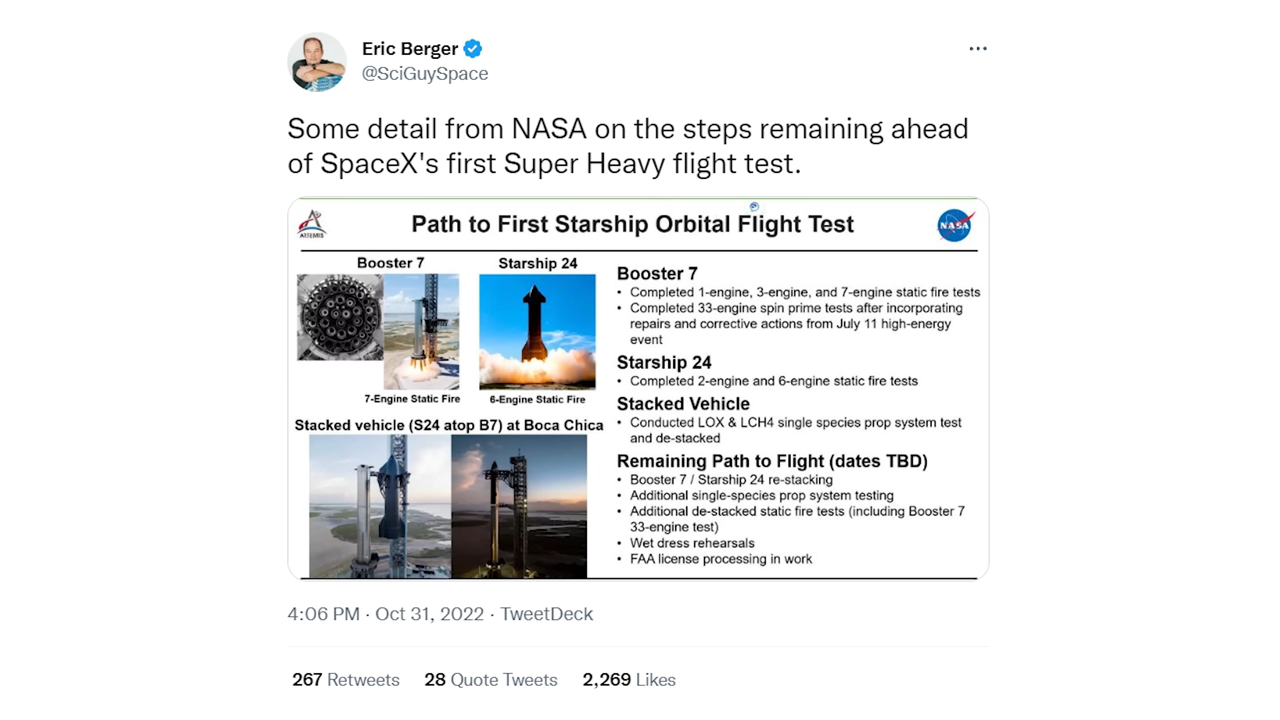 Eric Berger
@SciGuySpace
Some detail from NASA on the steps remaining ahead
of SpaceX's first Super Heavy flight test.
ARTEMIS
Path to First Starship Orbital Flight Test
NASA
Booster 7
Starship 24
7-Engine Static Fire
6-Engine Static Fire
Stacked vehicle (S24 atop B7) at Boca Chica
Booster 7
• Completed 1-engine, 3-engine, and 7-engine static fire tests
• Completed 33-engine spin prime tests after incorporating
repairs and corrective actions from July 11 high-energy
event
Starship 24
• Completed 2-engine and 6-engine static fire tests
Stacked Vehicle
• Conducted LOX & LCH4 single species prop system test
and de-stacked
Remaining Path to Flight (dates TBD)
• Booster 7 / Starship 24 re-stacking
• Additional single-species prop system testing
• Additional de-stacked static fire tests (including Booster 7
33-engine test)
• Wet dress rehearsals
• FAA license processing in work
4:06 PM · Oct 31, 2022 · TweetDeck
267 Retweets 28 Quote Tweets 2,269 Likes